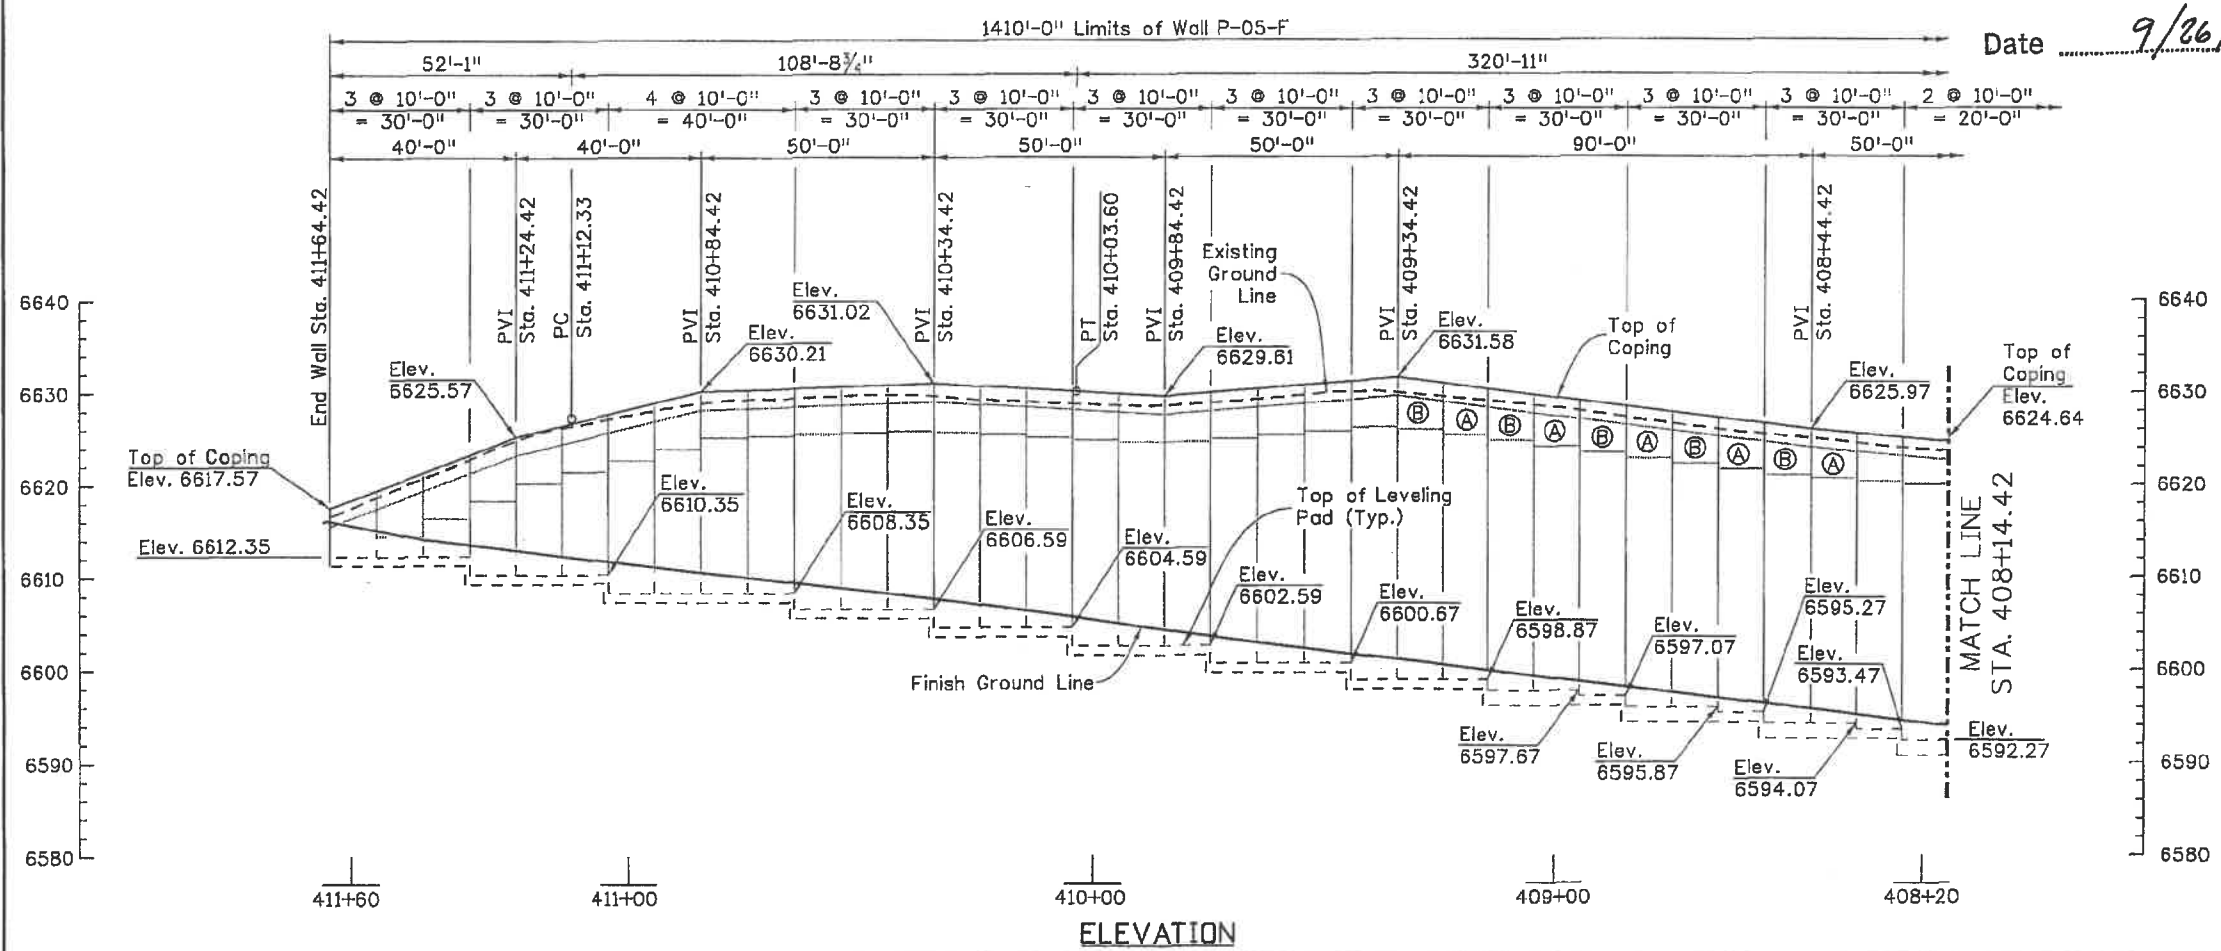 1410'-0" Limits of Wall P-05-F
Date 9/26
52'-1"
108'-8¾"
320'-11"
3 @ 10'-0" = 30'-0"
3 @ 10'-0" = 30'-0"
4 @ 10'-0" = 40'-0"
3 @ 10'-0" = 30'-0"
3 @ 10'-0" = 30'-0"
3 @ 10'-0" = 30'-0"
3 @ 10'-0" = 30'-0"
3 @ 10'-0" = 30'-0"
3 @ 10'-0" = 30'-0"
3 @ 10'-0" = 30'-0"
3 @ 10'-0" = 30'-0"
2 @ 10'-0" = 20'-0"
40'-0"
40'-0"
50'-0"
50'-0"
50'-0"
90'-0"
50'-0"
End Wall Sta. 411+64.42
PVI
Sta. 411+24.42
PC
Sta. 411+12.33
PVI
Sta. 410+84.42
PVI
Sta. 410+34.42
PT
Sta. 410+03.60
PVI
Sta. 409+84.42
PVI
Sta. 409+34.42
PVI
Sta. 408+44.42
Existing
Ground
Line
Elev.
6625.57
Elev.
6630.21
Elev.
6631.02
Elev.
6629.61
Elev.
6631.58
Top of
Coping
Elev.
6625.97
Top of
Coping
Elev.
6624.64
6640
6630
6620
6610
6600
6590
6580
Top of Coping
Elev. 6617.57
Elev. 6612.35
B
A
B
A
B
A
B
A
B
A
Elev.
6610.35
Elev.
6608.35
Elev.
6606.59
Elev.
6604.59
Top of Leveling
Pad (Typ.)
Elev.
6602.59
Elev.
6600.67
Elev.
6598.87
Elev.
6597.07
Elev.
6595.27
Elev.
6593.47
Finish Ground Line
Elev.
6597.67
Elev.
6595.87
Elev.
6594.07
Elev.
6592.27
MATCH LINE
STA. 408+14.42
6640
6630
6620
6610
6600
6590
6580
411+60
411+00
410+00
409+00
408+20
ELEVATION